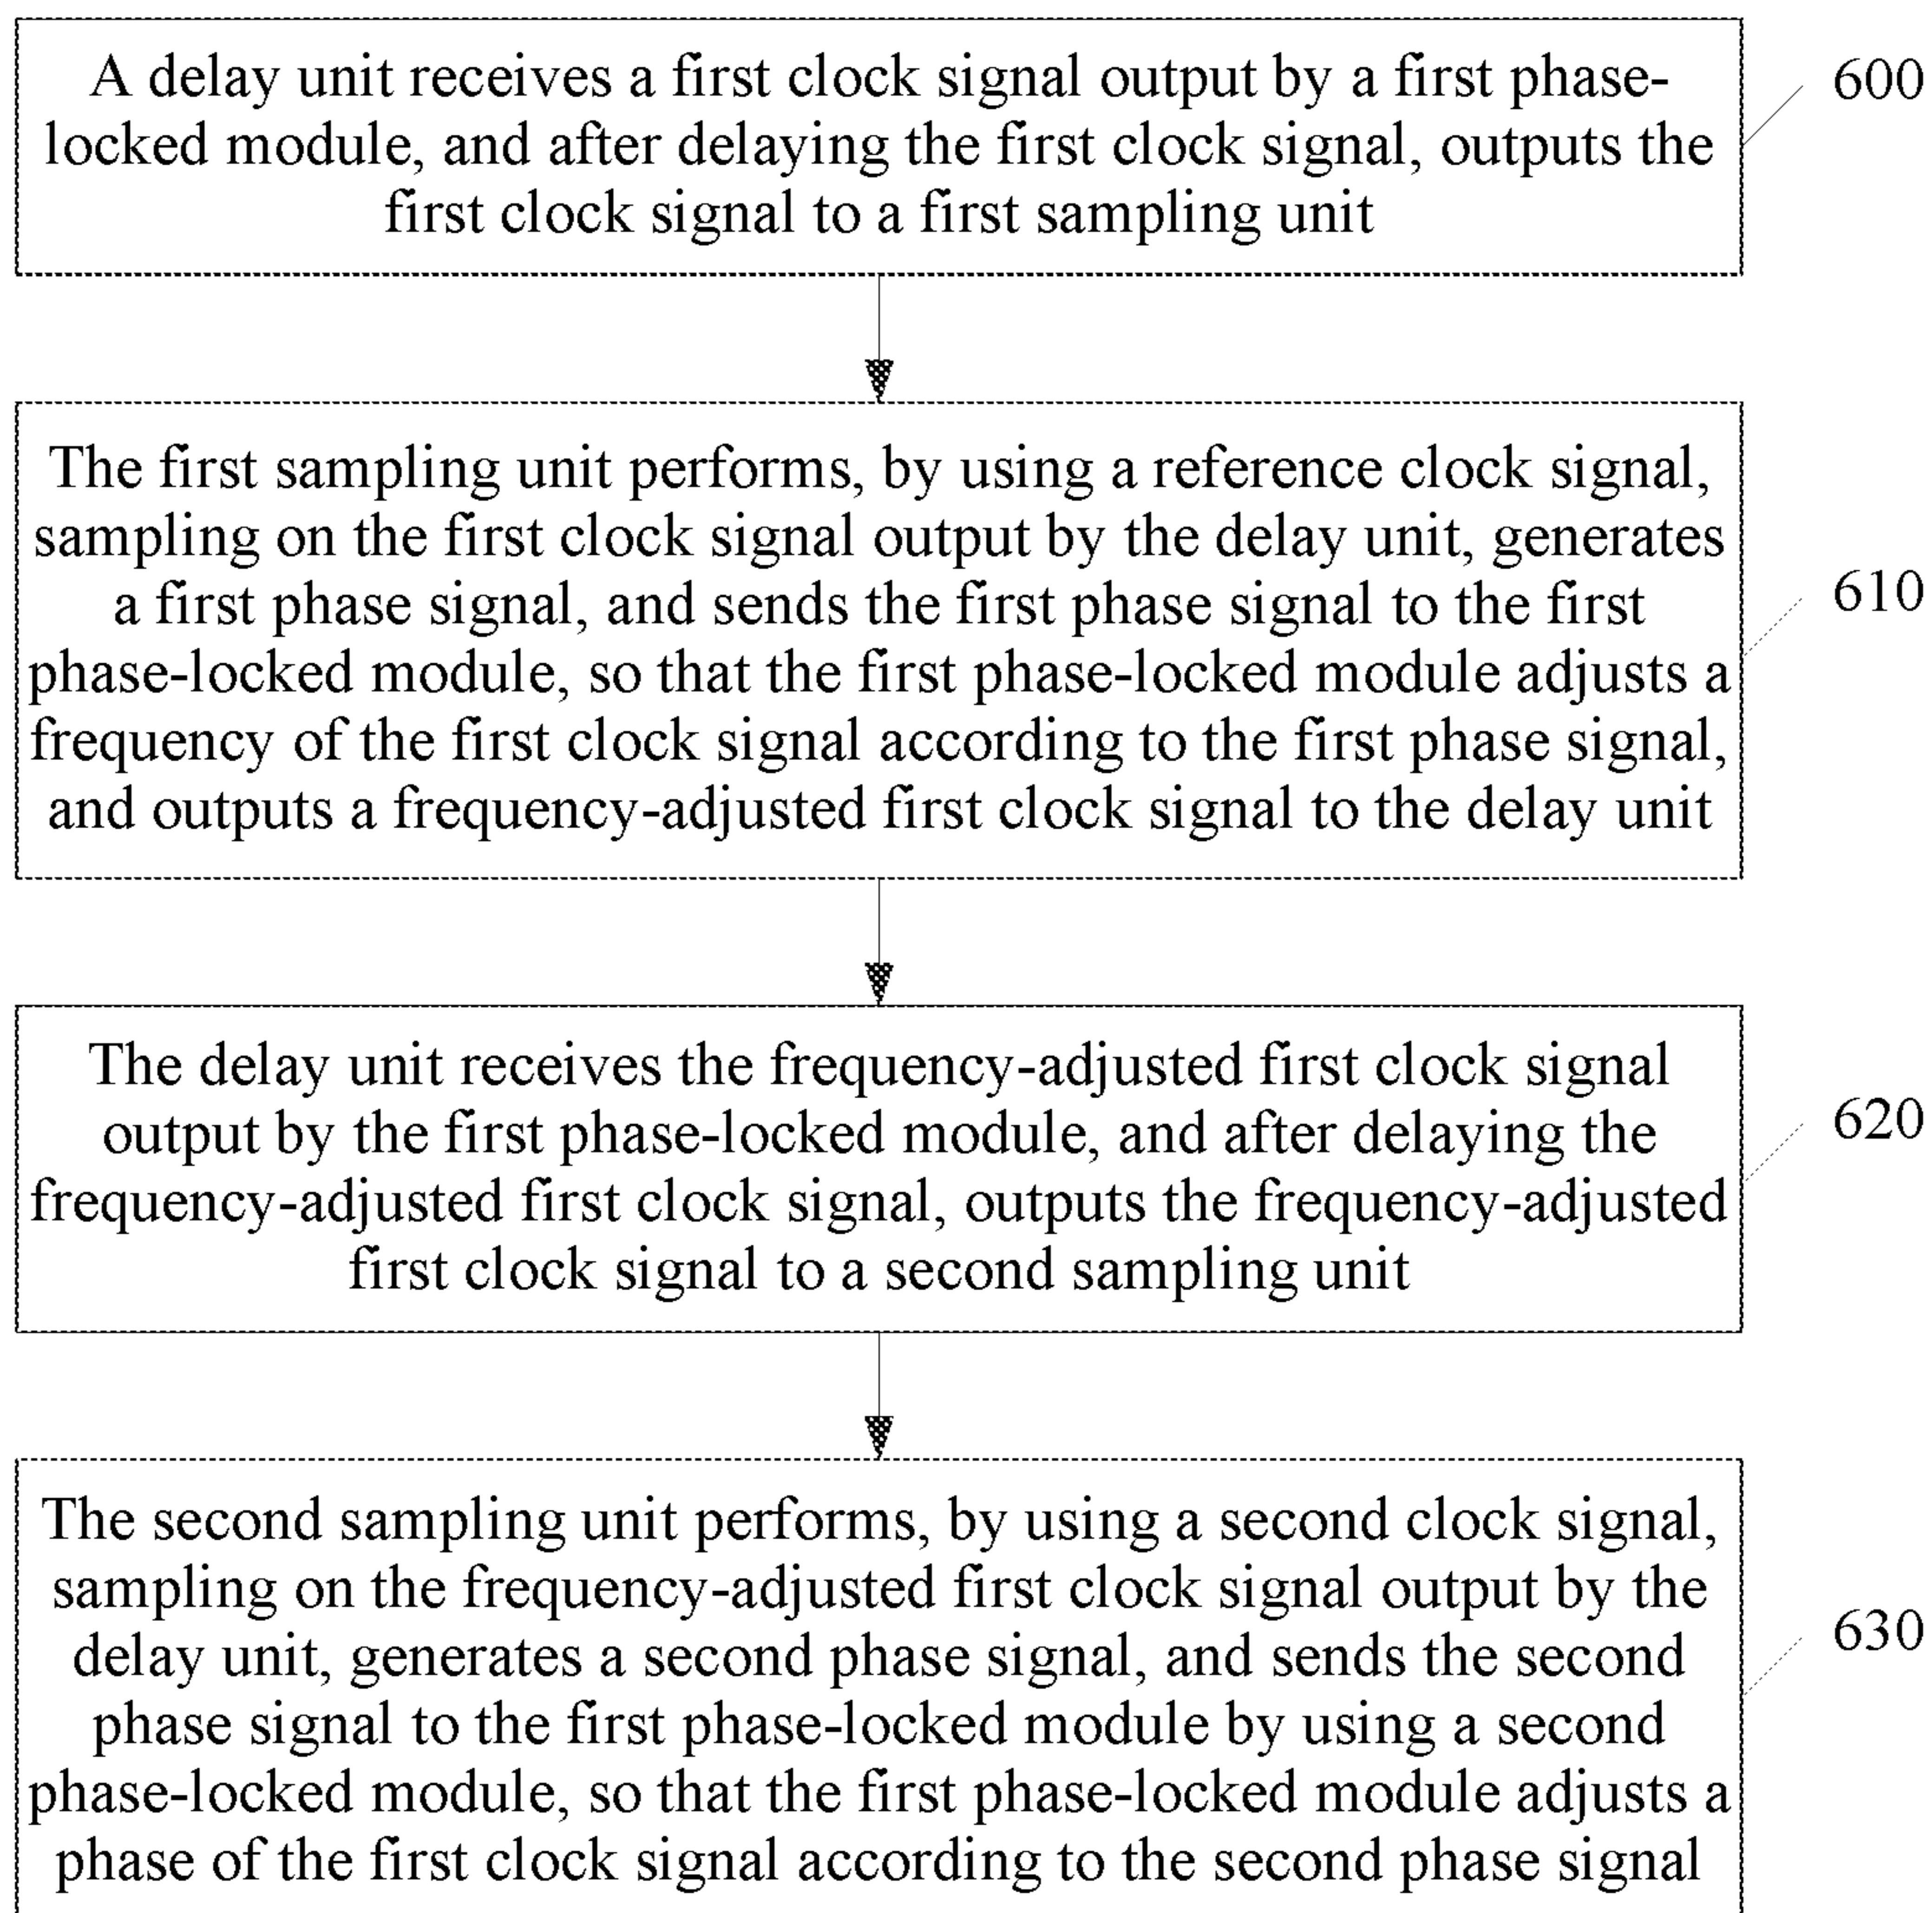 A delay unit receives a first clock signal output by a first phase-
locked module, and after delaying the first clock signal, outputs the
first clock signal to a first sampling unit
600
The first sampling unit performs, by using a reference clock signal,
sampling on the first clock signal output by the delay unit, generates
a first phase signal, and sends the first phase signal to the first
phase-locked module, so that the first phase-locked module adjusts a
frequency of the first clock signal according to the first phase signal,
and outputs a frequency-adjusted first clock signal to the delay unit
610
The delay unit receives the frequency-adjusted first clock signal
output by the first phase-locked module, and after delaying the
frequency-adjusted first clock signal, outputs the frequency-adjusted
first clock signal to a second sampling unit
620
The second sampling unit performs, by using a second clock signal,
sampling on the frequency-adjusted first clock signal output by the
delay unit, generates a second phase signal, and sends the second
phase signal to the first phase-locked module by using a second
phase-locked module, so that the first phase-locked module adjusts a
phase of the first clock signal according to the second phase signal
630